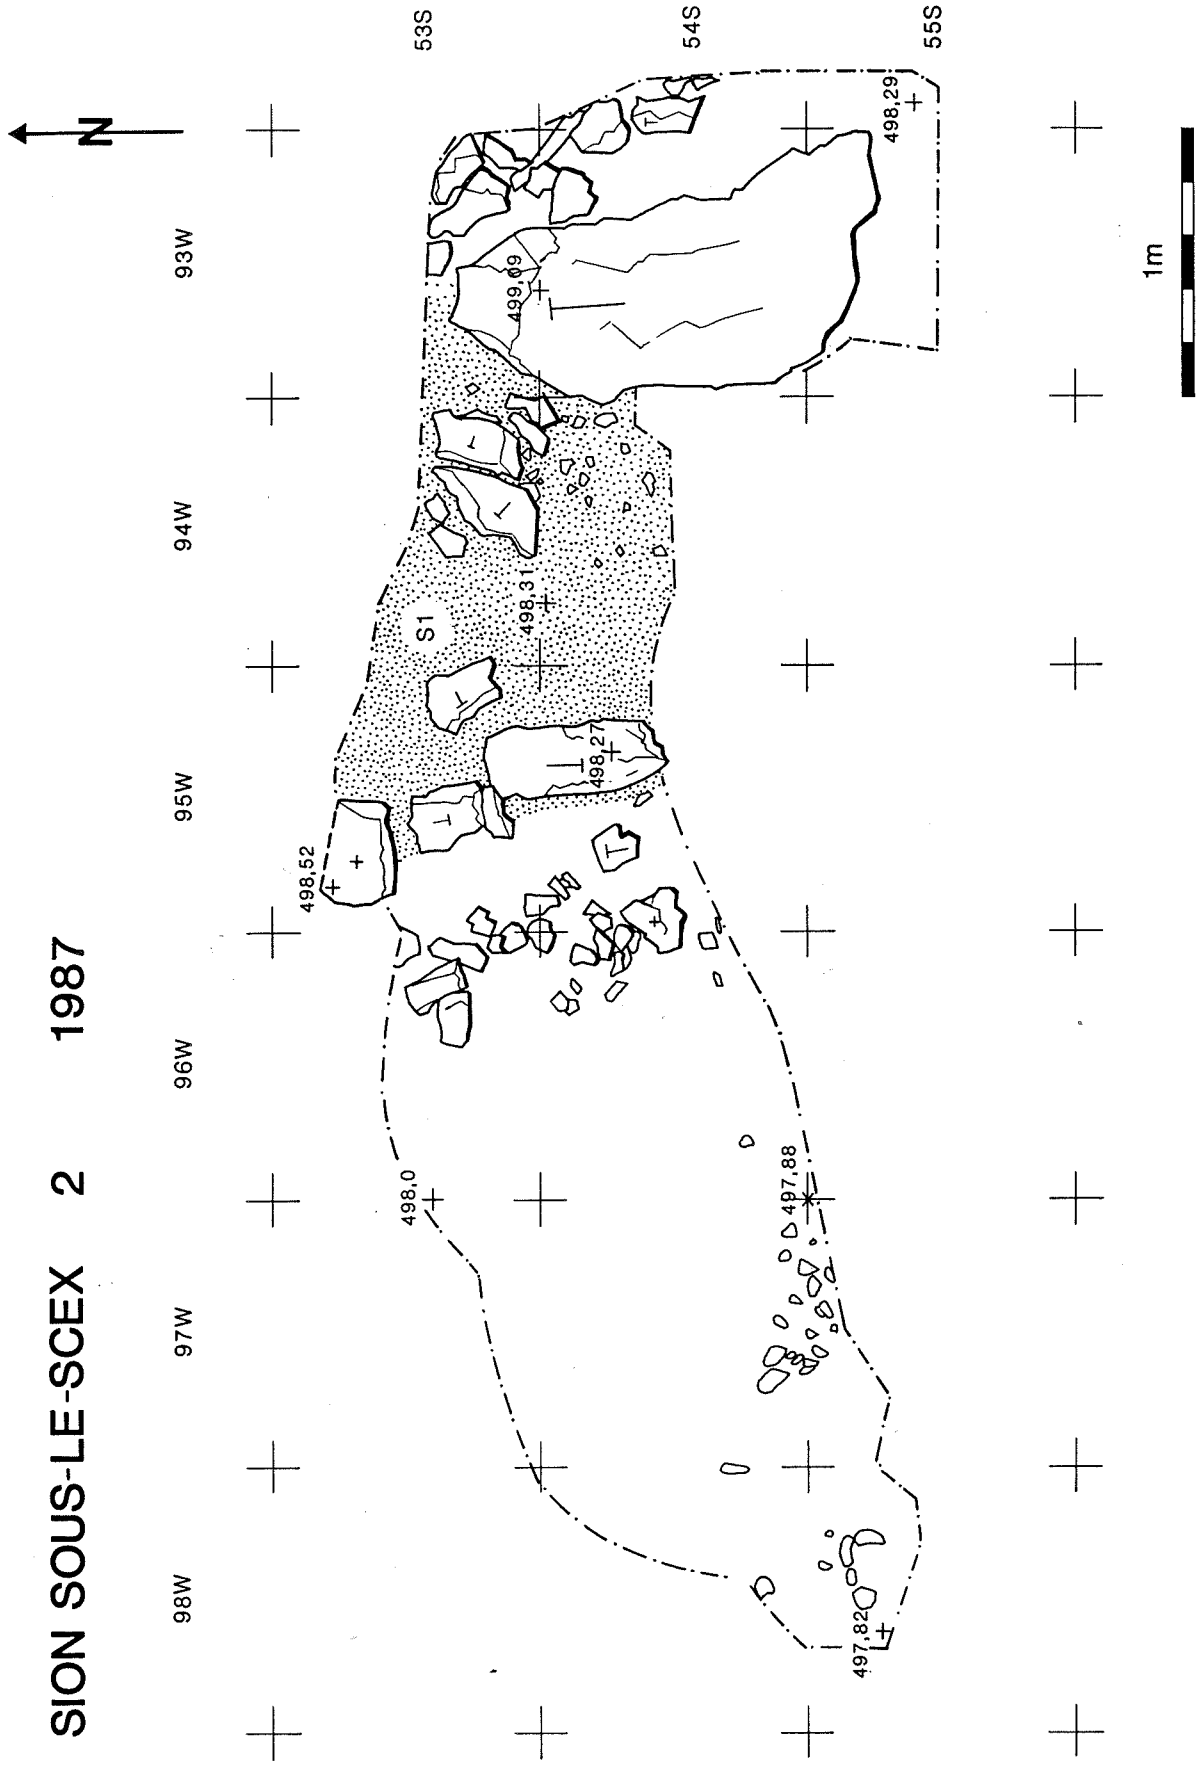 SION SOUS-LE-SCEX 2 1987
N
98W 97W 96W 95W 94W 93W
53S
54S
55S
498,52
498,0
S1
499,09
498,31
498,27
497,88
497,82
498,29
T
T
T
T
T
T
T
T
1m